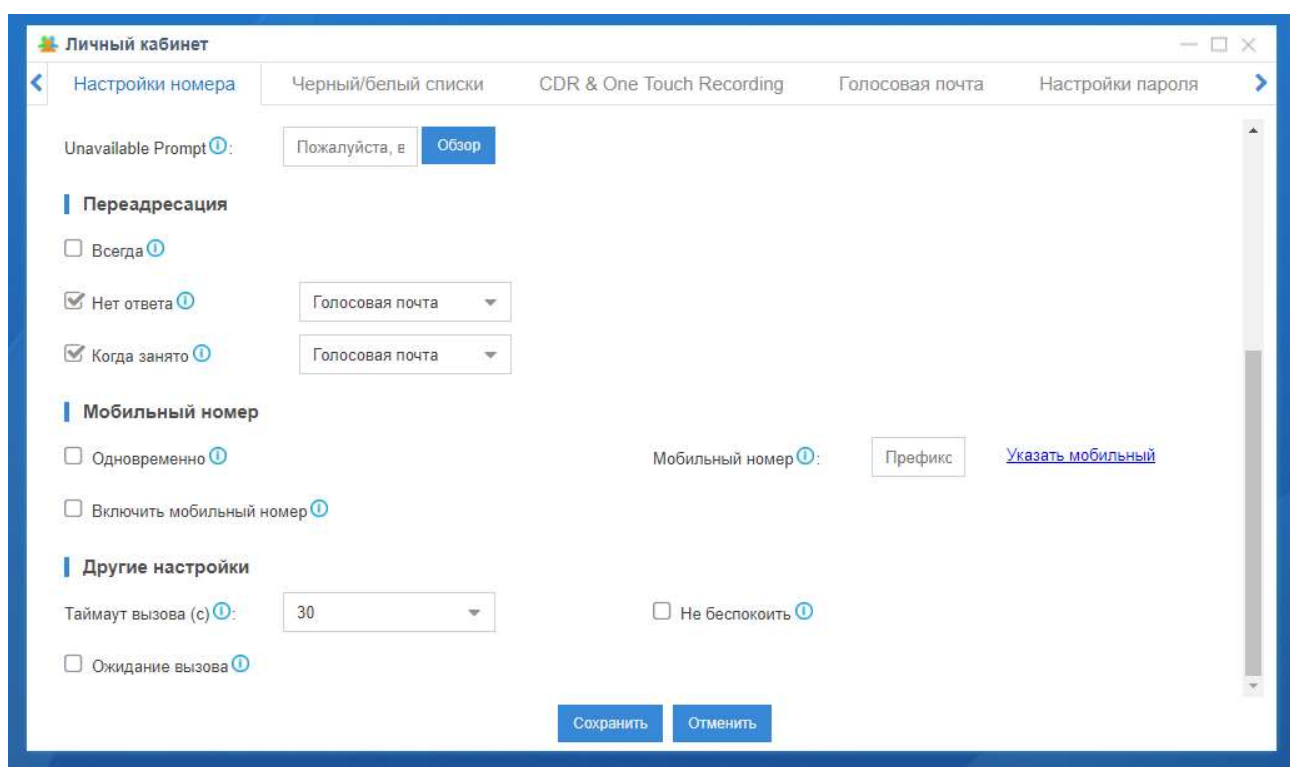 Личный кабинет
Настройки номера Черный/белый списки CDR & One Touch Recording Голосовая почта Настройки пароля
Unavailable Prompt : Пожалуйста, в Обзор
Переадресация
Всегда
Нет ответа Голосовая почта
Когда занято Голосовая почта
Мобильный номер
Одновременно Мобильный номер : Префикс Указать мобильный
Включить мобильный номер
Другие настройки
Таймаут вызова (с) : 30 Не беспокоить
Ожидание вызова
Сохранить Отменить